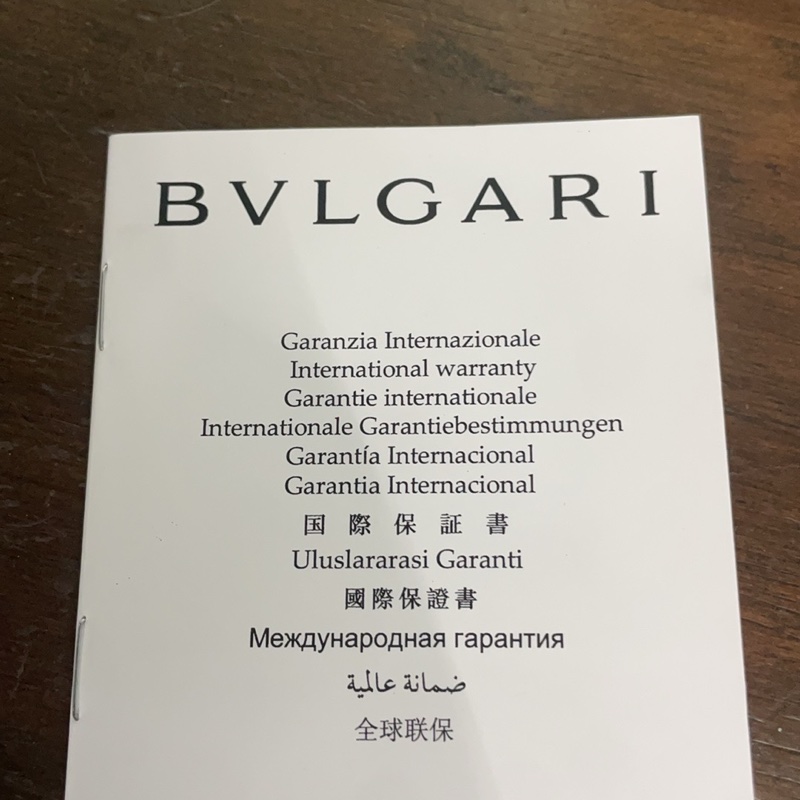 BVLGARI
Garanzia Internazionale
International warranty
Garantie internationale
Internationale Garantiebestimmungen
Garantía Internacional
Garantia Internacional
国際保証書
Uluslararasi Garanti
國際保證書
Международная гарантия
ضمانة عالمية
全球联保